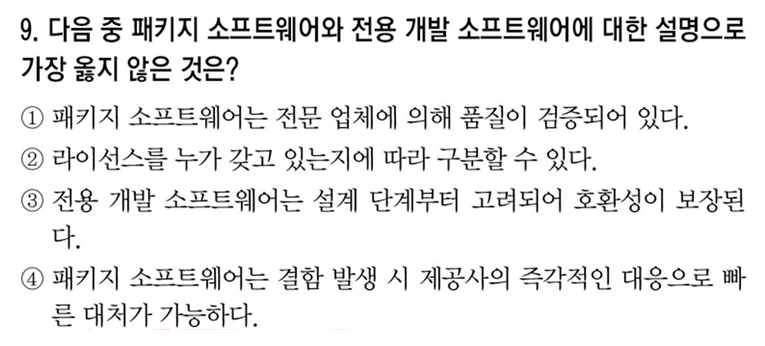 9. 다음 중 패키지 소프트웨어와 전용 개발 소프트웨어에 대한 설명으로
가장 옳지 않은 것은?
① 패키지 소프트웨어는 전문 업체에 의해 품질이 검증되어 있다.
② 라이선스를 누가 갖고 있는지에 따라 구분할 수 있다.
③ 전용 개발 소프트웨어는 설계 단계부터 고려되어 호환성이 보장된
다.
④ 패키지 소프트웨어는 결함 발생 시 제공사의 즉각적인 대응으로 빠
른 대처가 가능하다.